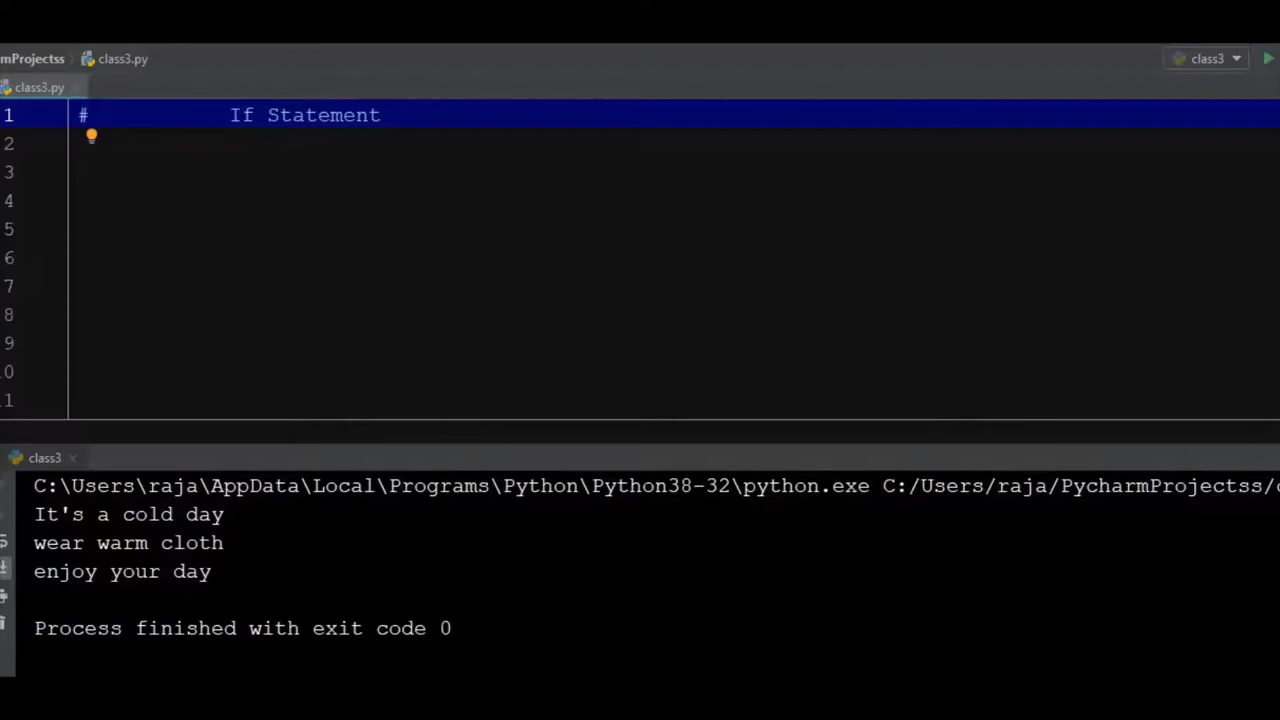 mProjectss class3.py class3
class3.py
1 # If Statement
2
3
4
5
6
7
8
9
0
1
class3
C:\Users\raja\AppData\Local\Programs\Python\Python38-32\python.exe C:/Users/raja/PycharmProjectss/
It's a cold day
wear warm cloth
enjoy your day
Process finished with exit code 0